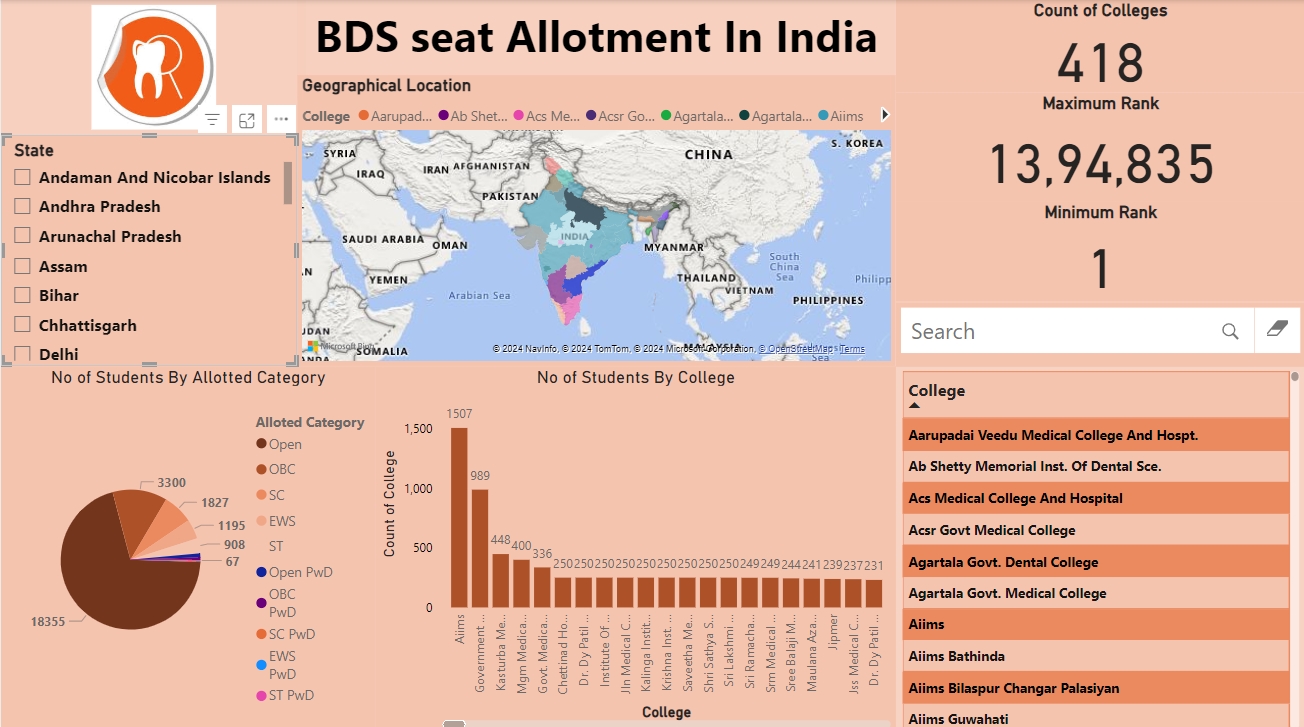 BDS seat Allotment In India
State
Andaman And Nicobar Islands
Andhra Pradesh
Arunachal Pradesh
Assam
Bihar
Chhattisgarh
Delhi
Geographical Location
College Aarupad... Ab Shet... Acs Me... Acsr Go... Agartala... Agartala... Aiims
SYRIA
IRAQ
IRAN
AFGHANISTAN
PAKISTAN
CHINA
S. KOREA
SAUDI ARABIA
OMAN
YEMEN
Arabian Sea
INDIA
MYANMAR
THAILAND
VIETNAM
South
China
Sea
Philipp
Sea
PHILIPPINES
SOMALIA
MALAYSIA
Microsoft Bing
© 2024 NavInfo, © 2024 TomTom, © 2024 Microsoft Corporation, © OpenStreetMap Terms
Count of Colleges
418
Maximum Rank
13,94,835
Minimum Rank
1
Search
No of Students By Allotted Category
3300
1827
1195
908
67
18355
Alloted Category
Open
OBC
SC
EWS
ST
Open PwD
OBC
PwD
SC PwD
EWS
PwD
ST PwD
No of Students By College
Count of College
1,500
1,000
500
0
1507
989
448
400
336
250
250
250
250
250
250
250
250
250
249
249
244
241
239
237
231
Aiims
Government ...
Kasturba Me...
Mgm Medica...
Govt. Medica...
Chettinad Ho...
Dr. Dy Patil ...
Institute Of ...
Jln Medical C...
Kalinga Instit...
Krishna Inst. ...
Saveetha Me...
Shri Sathya S...
Sri Lakshmi ...
Sri Ramacha...
Srm Medical ...
Sree Balaji M...
Maulana Aza...
Jipmer
Jss Medical C...
Dr. Dy Patil ...
College
College
Aarupadai Veedu Medical College And Hospt.
Ab Shetty Memorial Inst. Of Dental Sce.
Acs Medical College And Hospital
Acsr Govt Medical College
Agartala Govt. Dental College
Agartala Govt. Medical College
Aiims
Aiims Bathinda
Aiims Bilaspur Changar Palasiyan
Aiims Guwahati